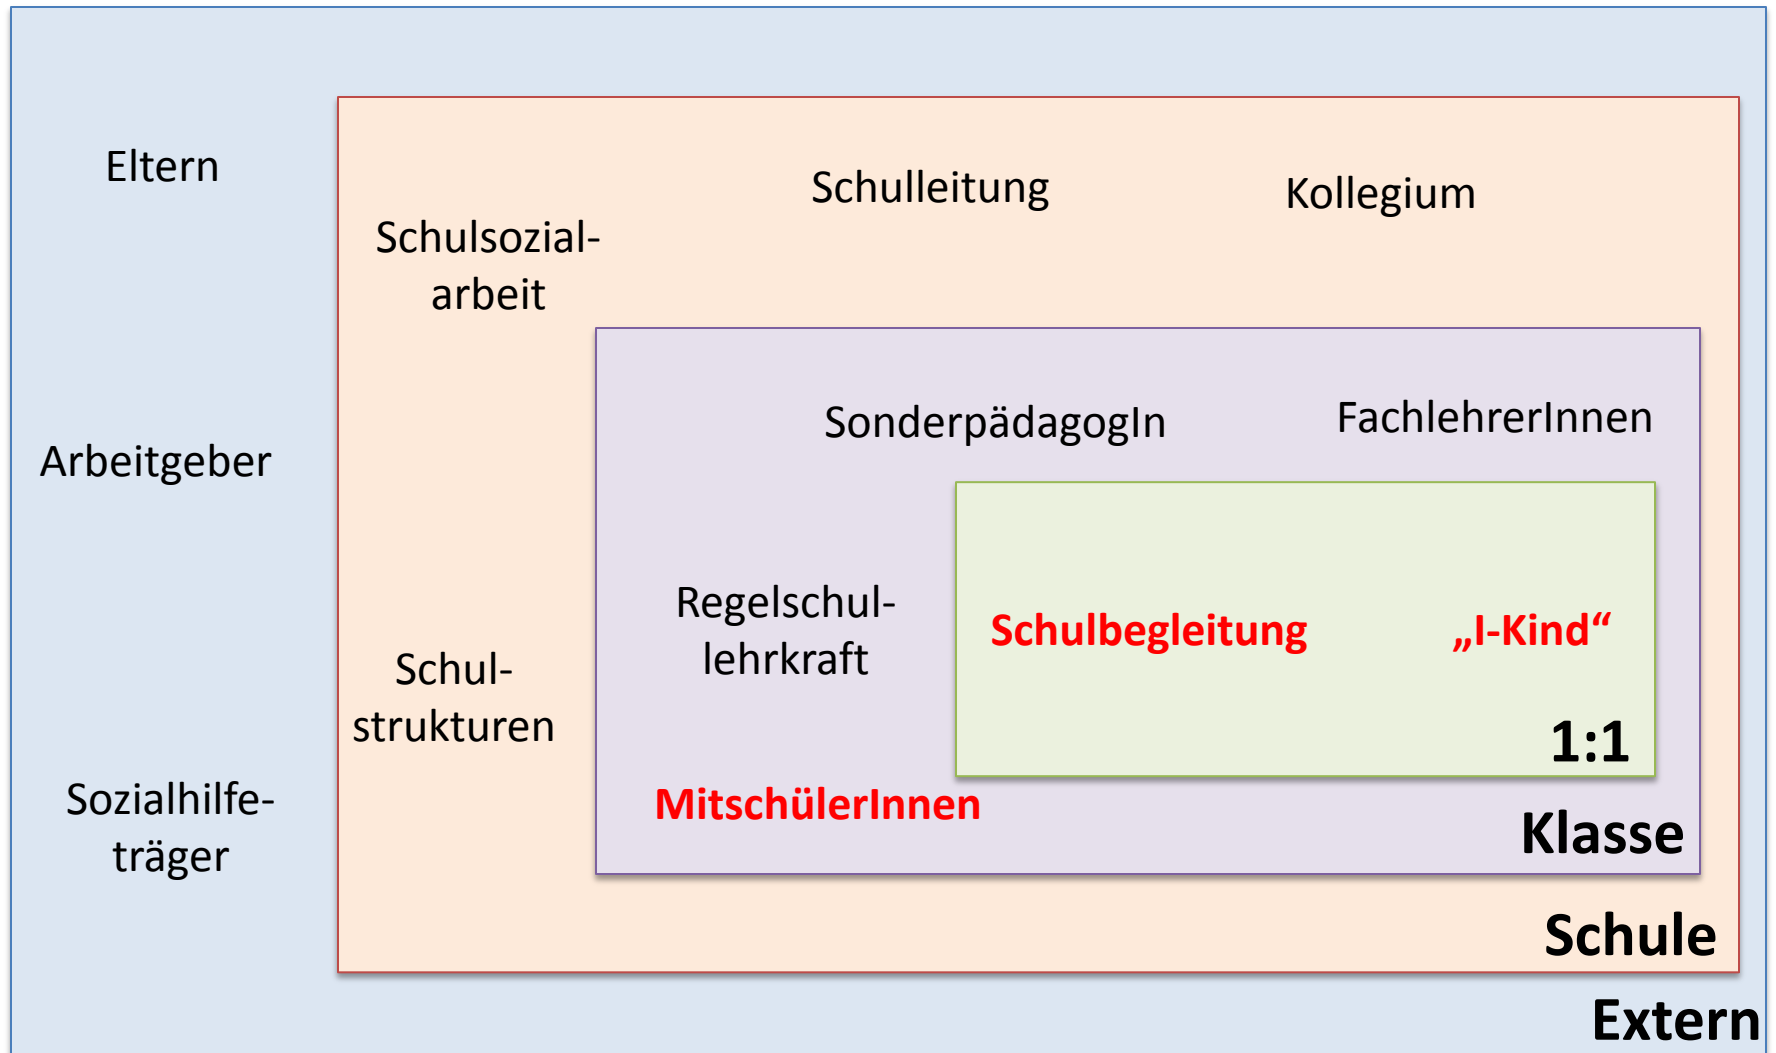 Eltern
Schulleitung
Kollegium
Schulsozial-
arbeit
SonderpädagogIn
FachlehrerInnen
Arbeitgeber
Regelschul-
lehrkraft
Schulbegleitung
„I-Kind“
Schul-
strukturen
1:1
MitschülerInnen
Sozialhilfe-
träger
Klasse
Schule
Extern